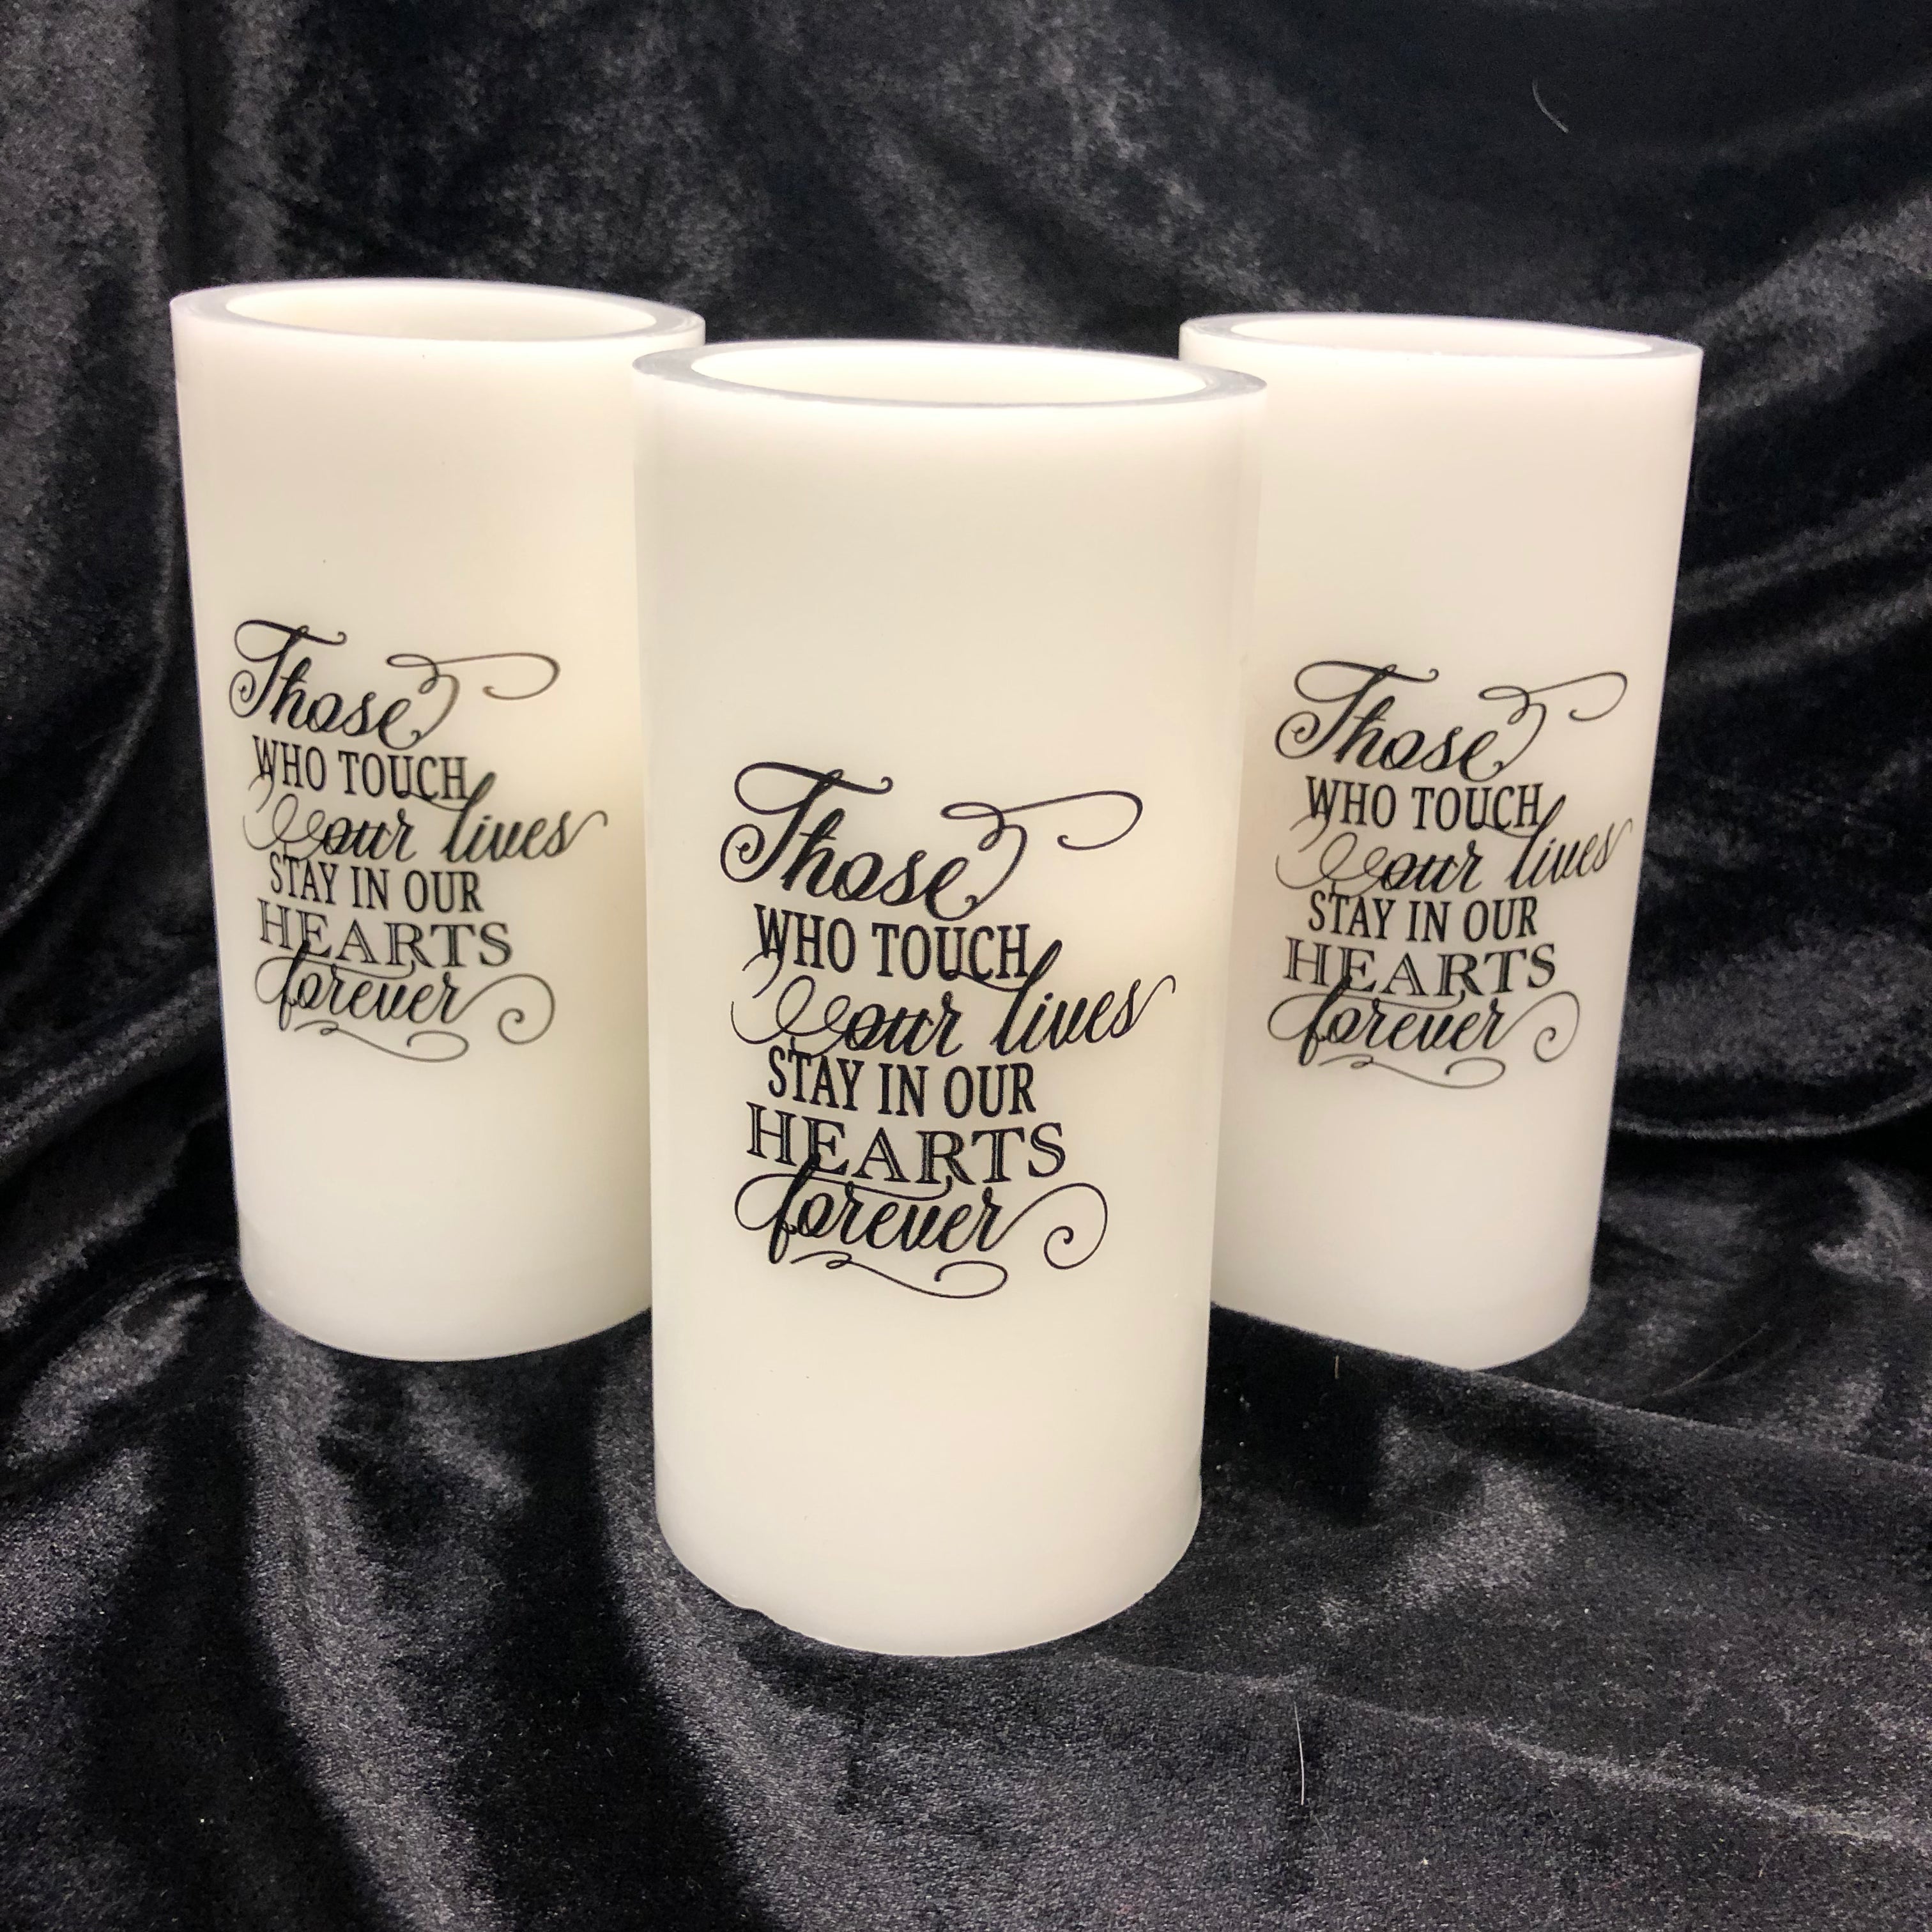 Those
WHO TOUCH
our lives
STAY IN OUR
HEARTS
forever
Those
WHO TOUCH
our lives
STAY IN OUR
HEARTS
forever
Those
WHO TOUCH
our lives
STAY IN OUR
HEARTS
forever